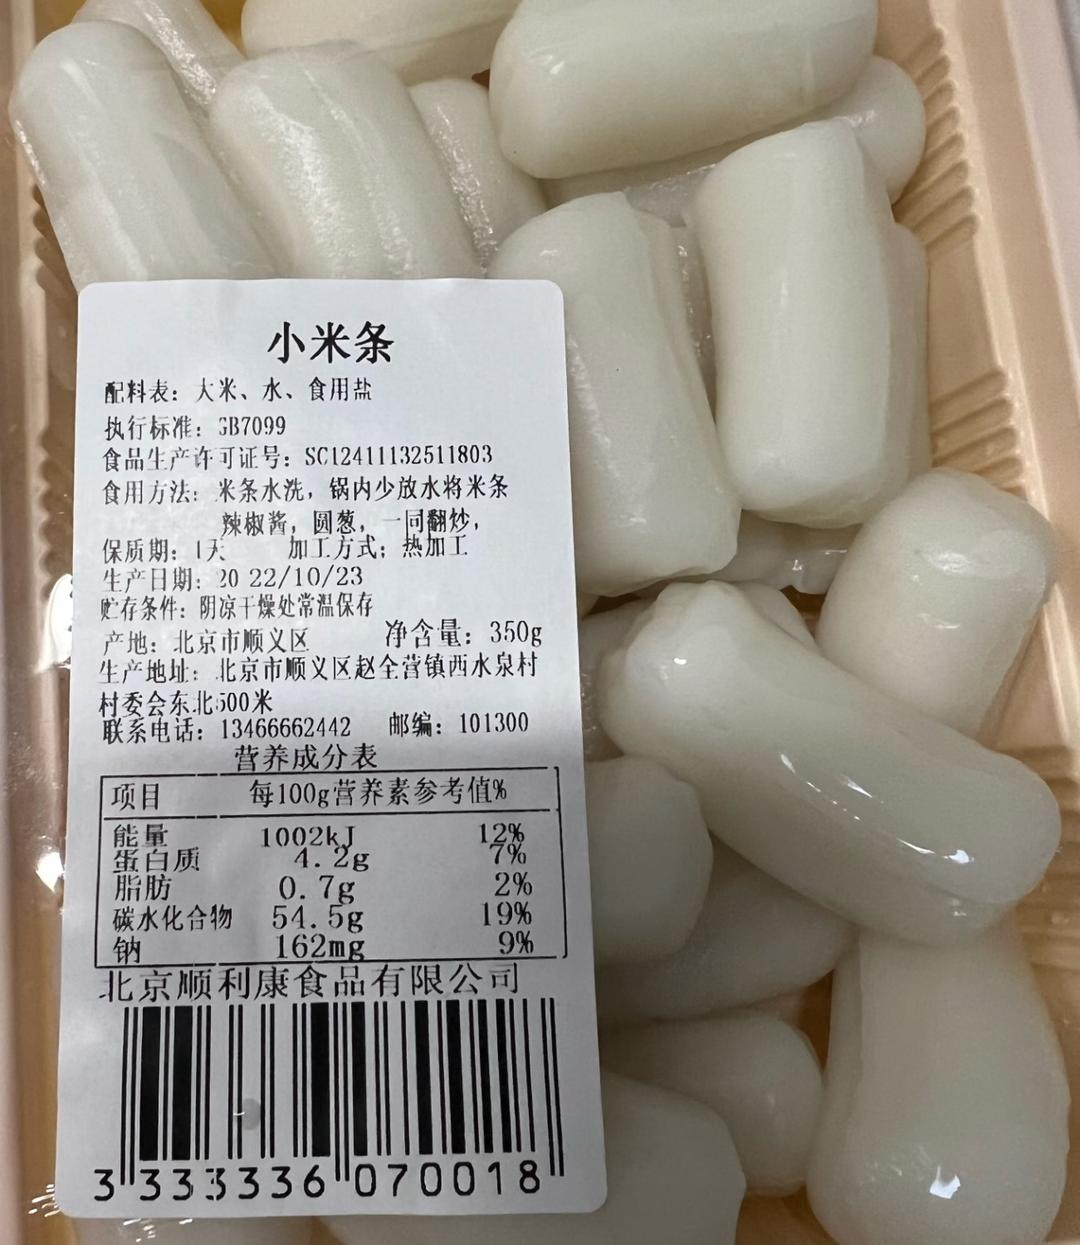 小米条
配料表：大米、水、食用盐
执行标准：GB7099
食品生产许可证号：SC12411132511803
食用方法：米条水洗，锅内少放水将米条
辣椒酱，圆葱，一同翻炒，
保质期：1天 加工方式；热加工
生产日期：2022/10/23
贮存条件：阴凉干燥处常温保存
产地：北京市顺义区 净含量：350g
生产地址：北京市顺义区赵全营镇西水泉村
村委会东北500米
联系电话：13466662442 邮编：101300
营养成分表
项目 每100g营养素参考值%
能量 1002kJ 12%
蛋白质 4.2g 7%
脂肪 0.7g 2%
碳水化合物 54.5g 19%
钠 162mg 9%
北京顺利康食品有限公司
3 333336 070018